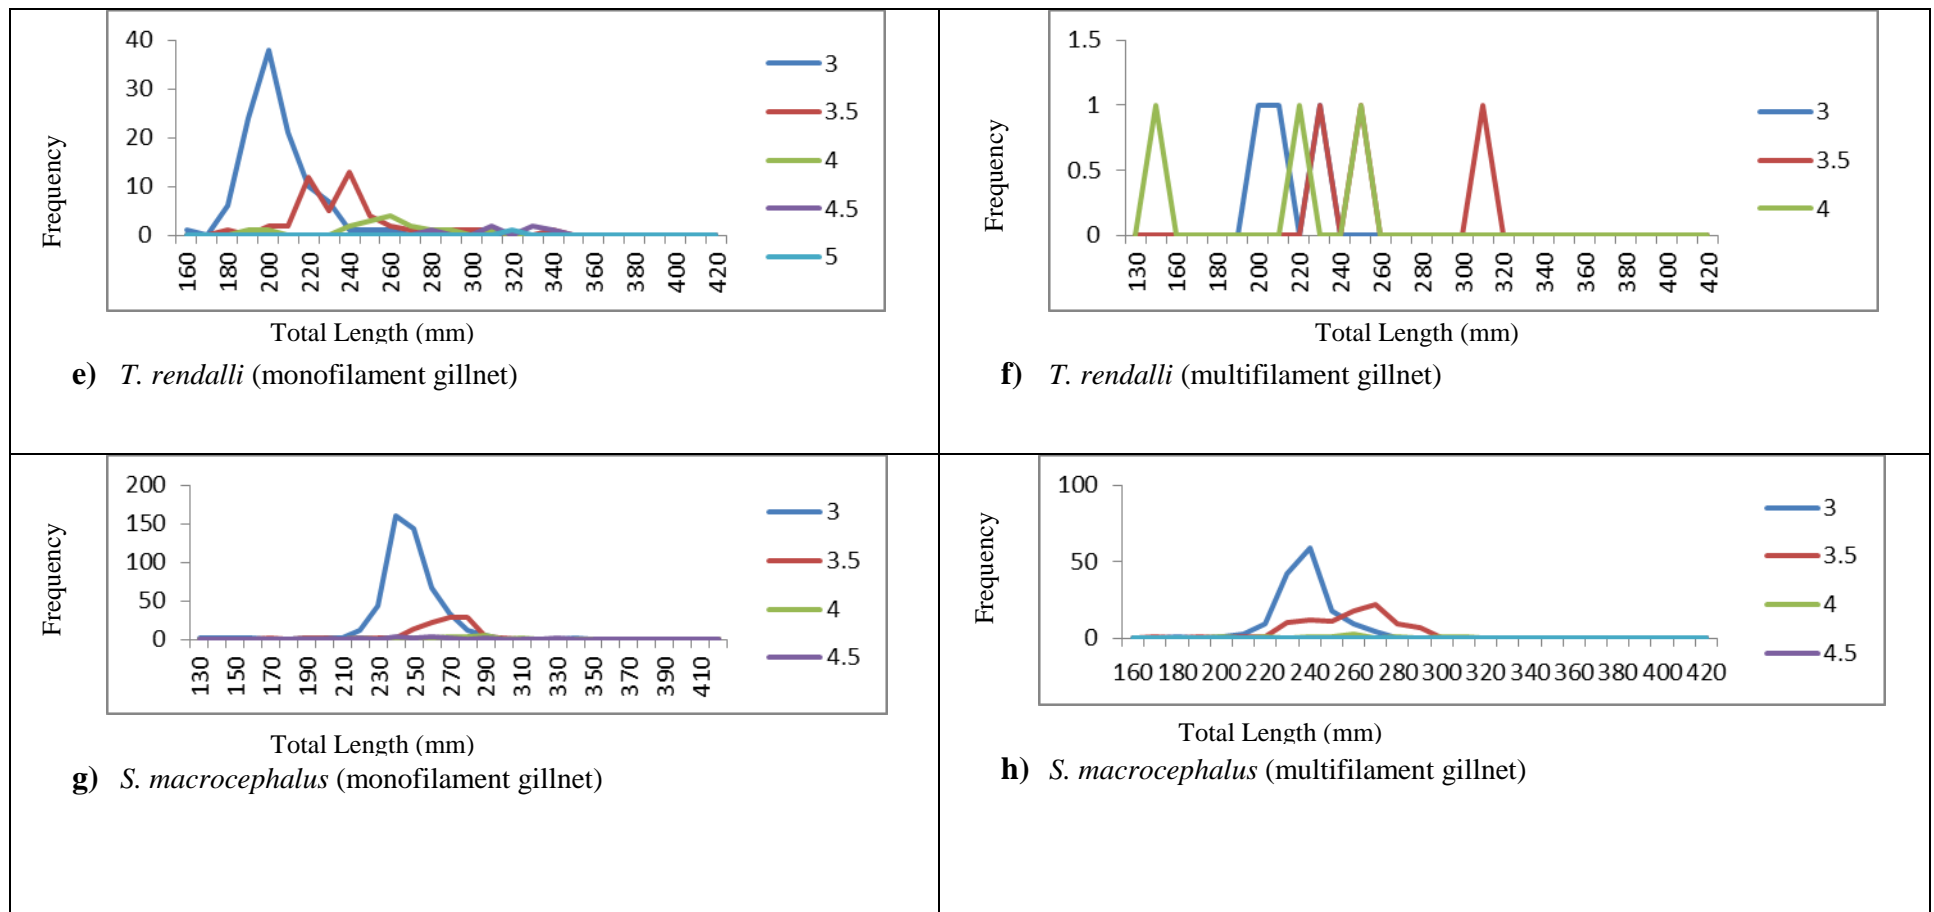 40
30
20
10
0
Frequency
160 180 200 220 240 260 280 300 320 340 360 380 400 420
3
3.5
4
4.5
5
Total Length (mm)
e) T. rendalli (monofilament gillnet)
1.5
1
0.5
0
Frequency
130 160 180 200 220 240 260 280 300 320 340 360 380 400 420
3
3.5
4
Total Length (mm)
f) T. rendalli (multifilament gillnet)
200
150
100
50
0
Frequency
130 150 170 190 210 230 250 270 290 310 330 350 370 390 410
3
3.5
4
4.5
Total Length (mm)
g) S. macrocephalus (monofilament gillnet)
100
50
0
Frequency
160 180 200 220 240 260 300 320 340 360 380 400 420
3
3.5
4
4.5
Total Length (mm)
h) S. macrocephalus (multifilament gillnet)